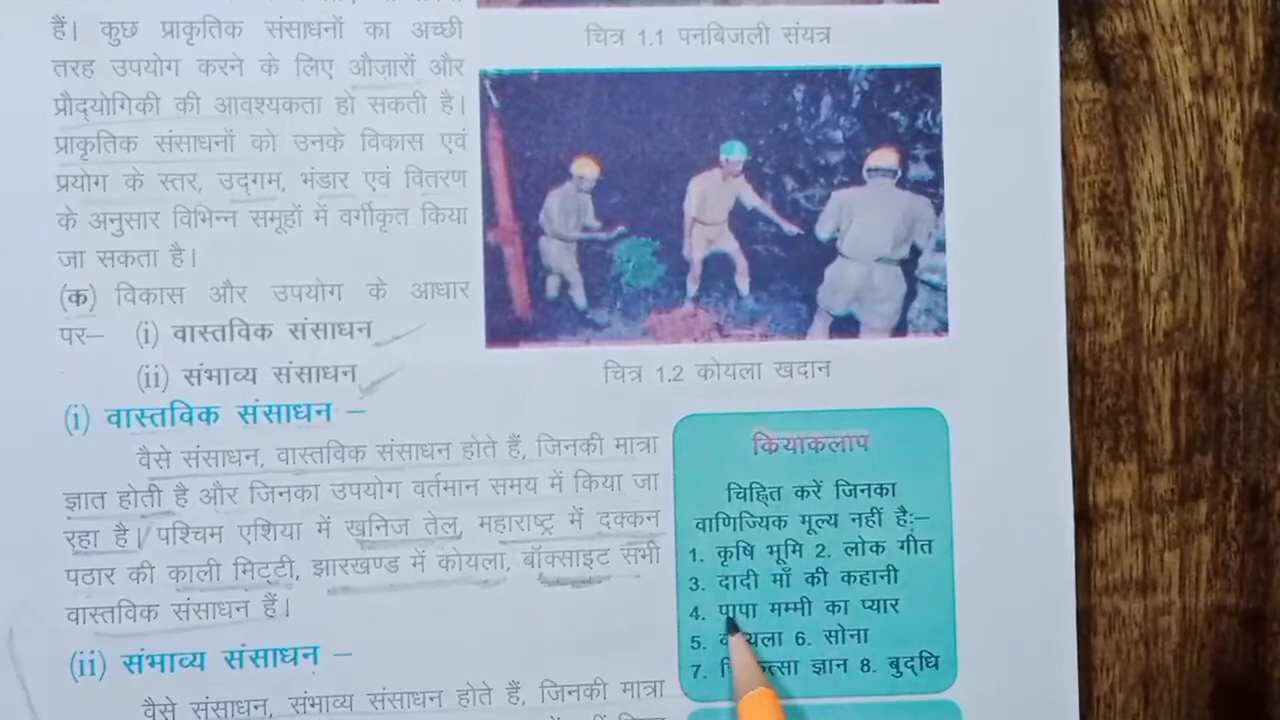 हैं। कुछ प्राकृतिक संसाधनों का अच्छी
तरह उपयोग करने के लिए औज़ारों और
प्रौद्योगिकी की आवश्यकता हो सकती है।
प्राकृतिक संसाधनों को उनके विकास एवं
प्रयोग के स्तर, उद्गम, भंडार एवं वितरण
के अनुसार विभिन्न समूहों में वर्गीकृत किया
जा सकता है।
(क) विकास और उपयोग के आधार
पर– (i) वास्तविक संसाधन
(ii) संभाव्य संसाधन
चित्र 1.1 पनबिजली संयत्र
चित्र 1.2 कोयला खदान
(i) वास्तविक संसाधन –
वैसे संसाधन, वास्तविक संसाधन होते हैं, जिनकी मात्रा
ज्ञात होती है और जिनका उपयोग वर्तमान समय में किया जा
रहा है। पश्चिम एशिया में खनिज तेल, महाराष्ट्र में दक्कन
पठार की काली मिट्टी, झारखण्ड में कोयला, बॉक्साइट सभी
वास्तविक संसाधन हैं।
(ii) संभाव्य संसाधन –
वैसे संसाधन, संभाव्य संसाधन होते हैं, जिनकी मात्रा
कियाकलाप
चिह्नित करें जिनका
वाणिज्यिक मूल्य नहीं है:–
1. कृषि भूमि 2. लोक गीत
3. दादी माँ की कहानी
4. पापा मम्मी का प्यार
5. 6. सोना
7. ज्ञान 8. बुद्धि